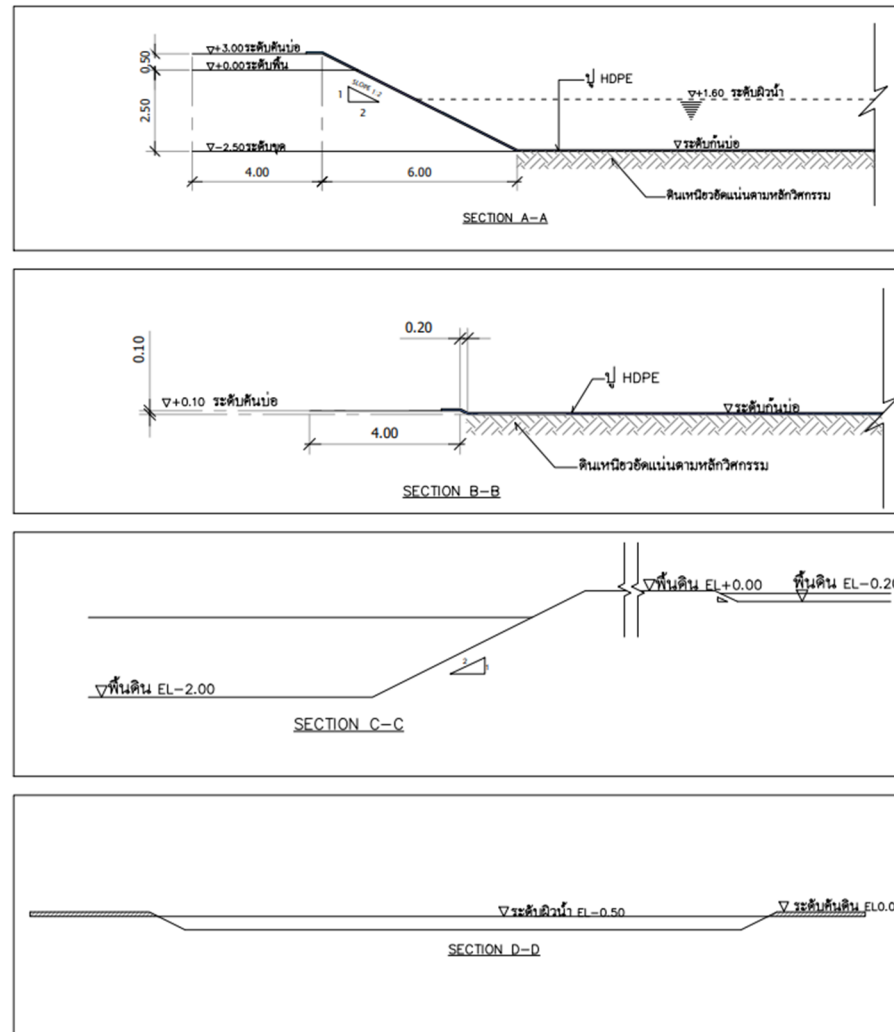 +3.00ระดับคันบ่อ
+0.00ระดับพื้น
0.50
2.50
SLOPE 1:2
1
2
ปู HDPE
+1.60 ระดับผิวน้ำ
-2.50ระดับขุด
ระดับก้นบ่อ
4.00
6.00
ดินเหนียวอัดแน่นตามหลักวิศกรรม
SECTION A-A
0.20
0.10
ปู HDPE
+0.10 ระดับคันบ่อ
ระดับก้นบ่อ
4.00
ดินเหนียวอัดแน่นตามหลักวิศกรรม
SECTION B-B
พื้นดิน EL+0.00
พื้นดิน EL-0.20
2
1
พื้นดิน EL-2.00
SECTION C-C
ระดับผิวน้ำ EL-0.50
ระดับคันดิน EL0.0
SECTION D-D